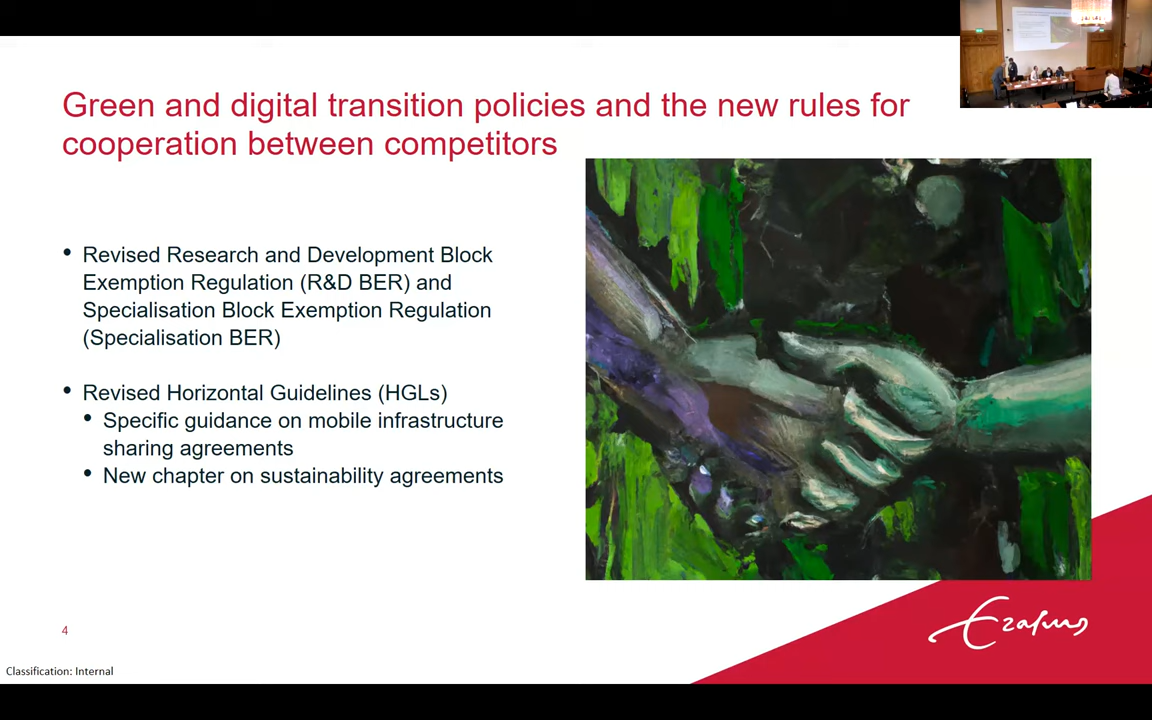 Green and digital transition policies and the new rules for
cooperation between competitors
• Revised Research and Development Block
Exemption Regulation (R&D BER) and
Specialisation Block Exemption Regulation
(Specialisation BER)
• Revised Horizontal Guidelines (HGLs)
• Specific guidance on mobile infrastructure
sharing agreements
• New chapter on sustainability agreements
4
Erasmus
Classification: Internal